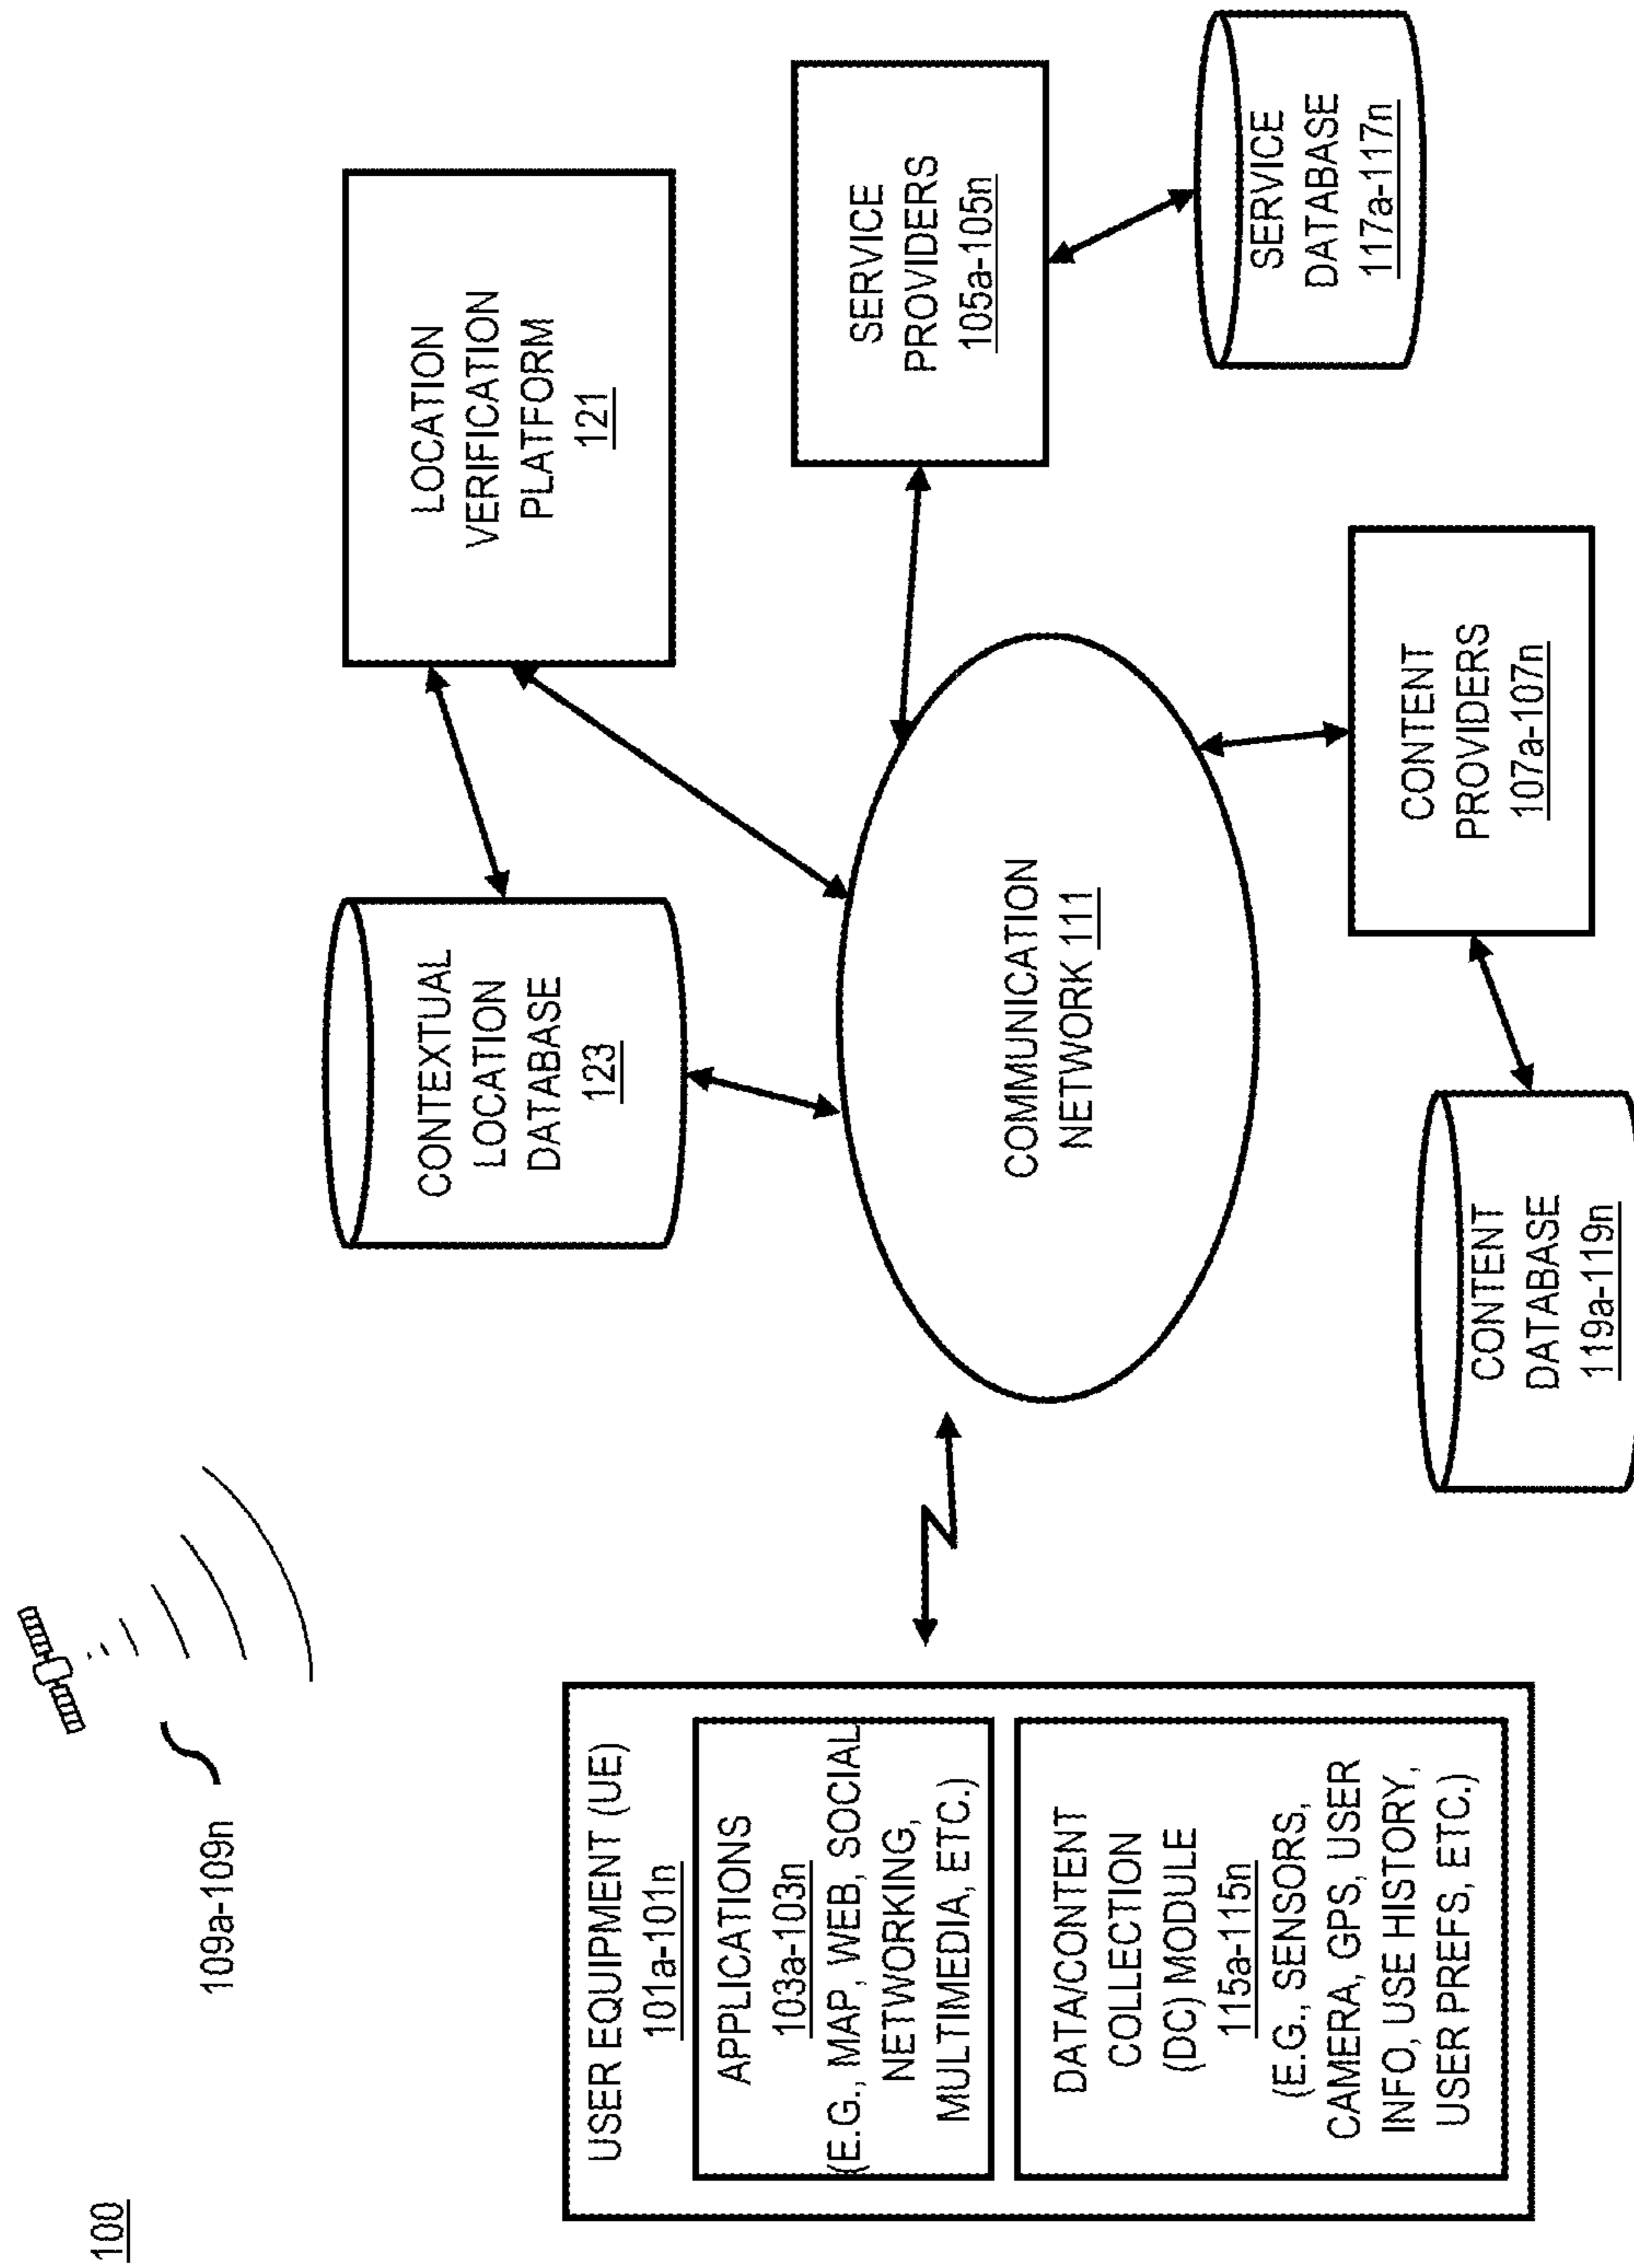 100
109a-109n
USER EQUIPMENT (UE)
101a-101n
APPLICATIONS
103a-103n
(E.G., MAP, WEB, SOCIAL
NETWORKING,
MULTIMEDIA, ETC.)
DATA/CONTENT
COLLECTION
(DC) MODULE
115a-115n
(E.G., SENSORS,
CAMERA, GPS, USER
INFO, USE HISTORY,
USER PREFS, ETC.)
CONTEXTUAL
LOCATION
DATABASE
123
LOCATION
VERIFICATION
PLATFORM
121
COMMUNICATION
NETWORK 111
SERVICE
PROVIDERS
105a-105n
SERVICE
DATABASE
117a-117n
CONTENT
PROVIDERS
107a-107n
CONTENT
DATABASE
119a-119n